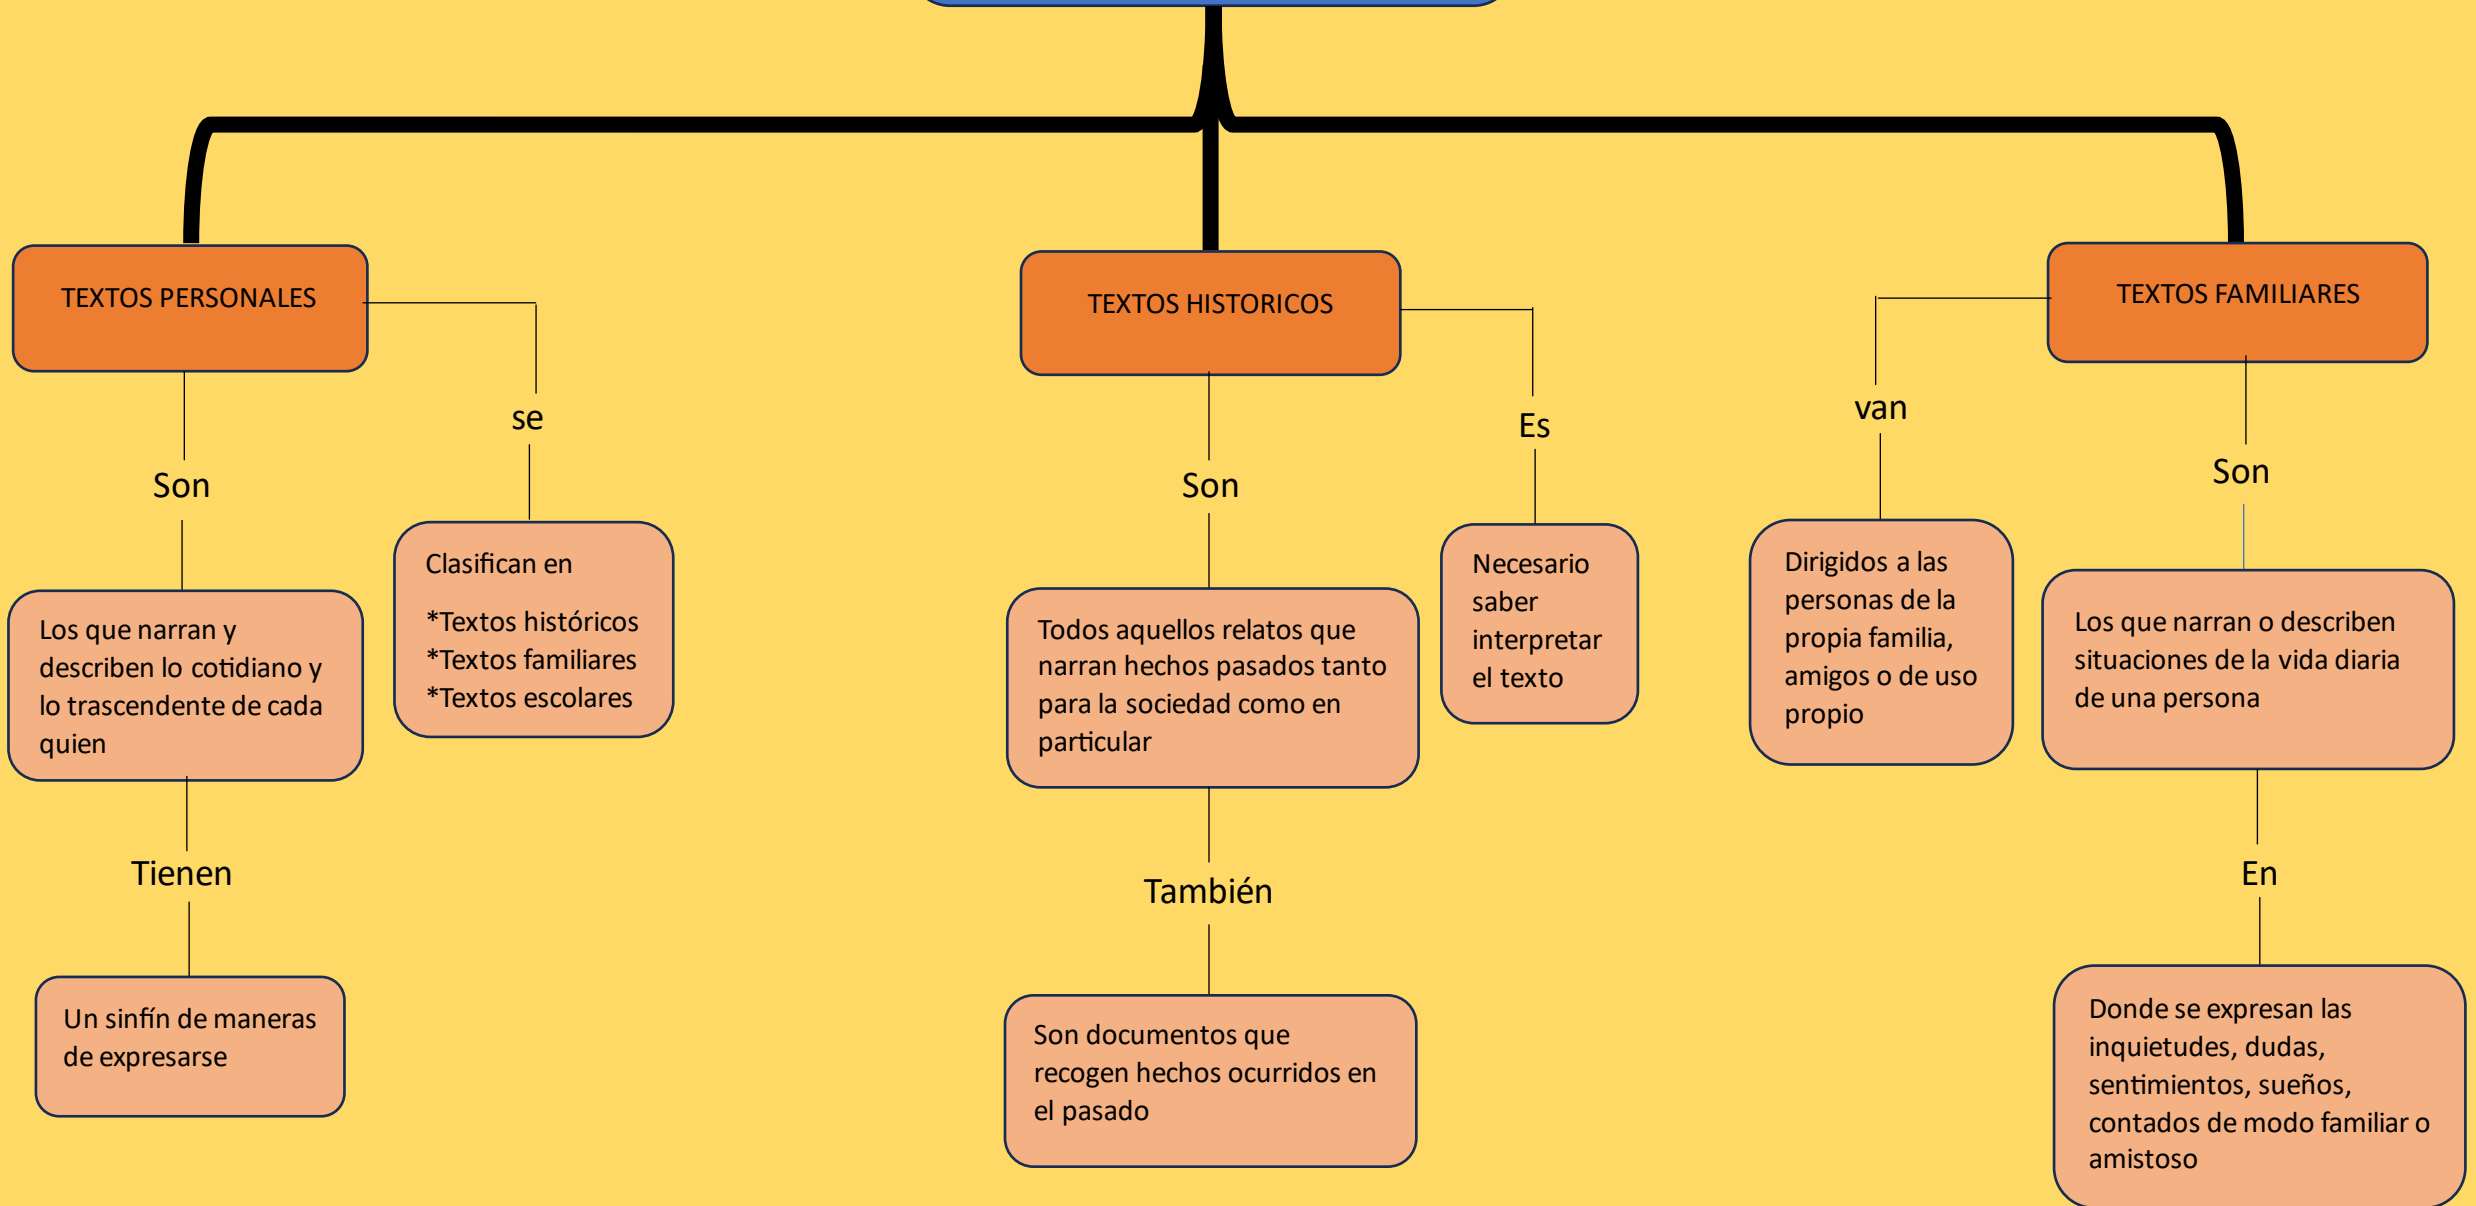 TEXTOS PERSONALES
se
Son
Clasifican en
*Textos históricos
*Textos familiares
*Textos escolares
Los que narran y
describen lo cotidiano y
lo trascendente de cada
quien
Tienen
Un sinfín de maneras
de expresarse
TEXTOS HISTORICOS
Es
Son
Necesario
saber
interpretar
el texto
Todos aquellos relatos que
narran hechos pasados tanto
para la sociedad como en
particular
También
Son documentos que
recogen hechos ocurridos en
el pasado
TEXTOS FAMILIARES
van
Son
Dirigidos a las
personas de la
propia familia,
amigos o de uso
propio
Los que narran o describen
situaciones de la vida diaria
de una persona
En
Donde se expresan las
inquietudes, dudas,
sentimientos, sueños,
contados de modo familiar o
amistoso